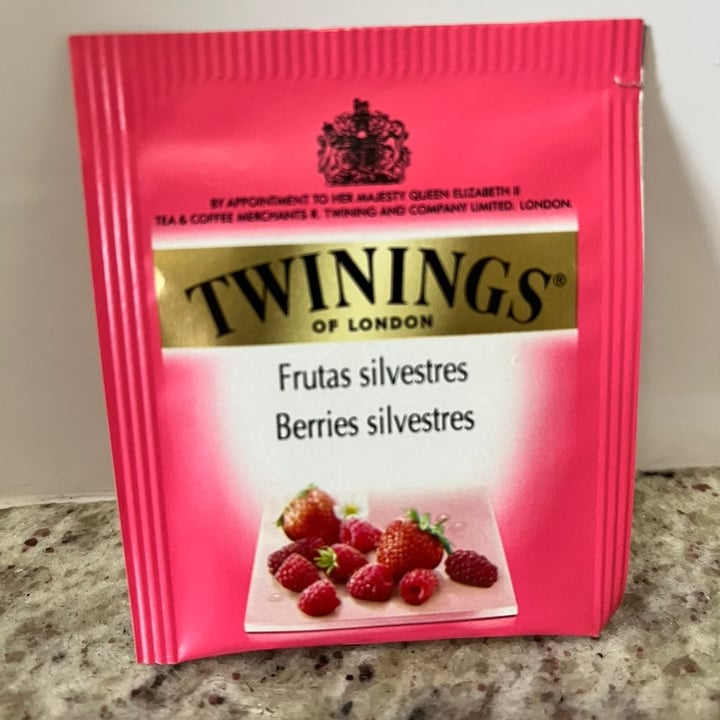 BY APPOINTMENT TO HER MAJESTY QUEEN ELIZABETH II
TEA & COFFEE MERCHANTS R. TWINING AND COMPANY LIMITED. LONDON.
TWININGS®
OF LONDON
Frutas silvestres
Berries silvestres